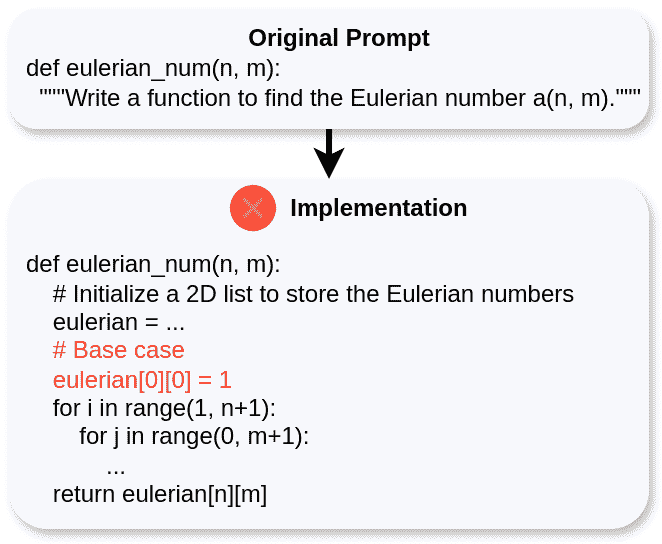 Original Prompt
def eulerian_num(n, m):
  """Write a function to find the Eulerian number a(n, m)."""
Implementation
def eulerian_num(n, m):
    # Initialize a 2D list to store the Eulerian numbers
    eulerian = ...
    # Base case
    eulerian[0][0] = 1
    for i in range(1, n+1):
        for j in range(0, m+1):
            ...
    return eulerian[n][m]